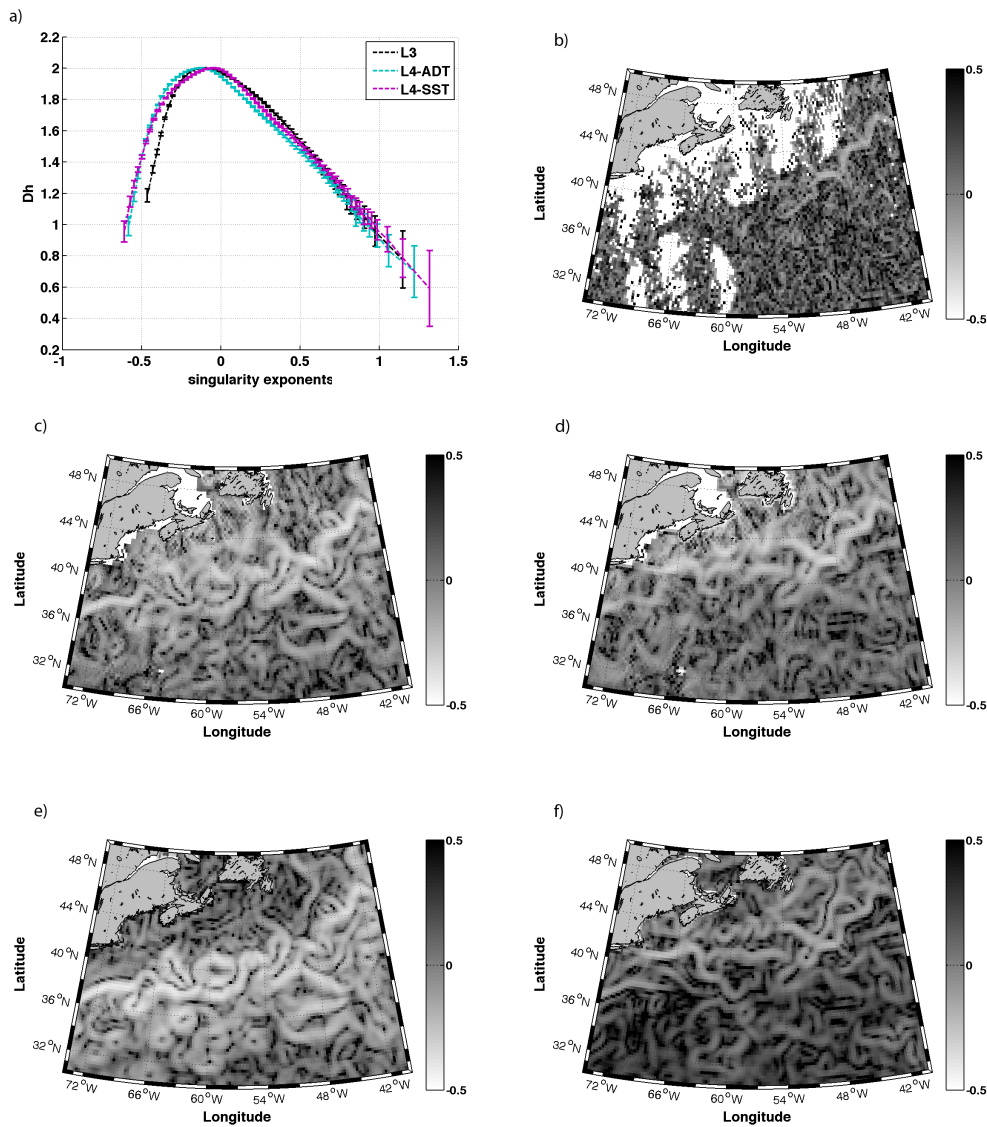 a)
2.2
2
1.8
1.6
1.4
1.2
1
0.8
0.6
0.4
0.2
Dh
-1
-0.5
0
0.5
1
1.5
singularity exponents
L3
L4-ADT
L4-SST
b)
48°N
44°N
40°N
36°N
32°N
Latitude
72°W
66°W
60°W
54°W
48°W
42°W
Longitude
0.5
0
-0.5
c)
48°N
44°N
40°N
36°N
32°N
Latitude
72°W
66°W
60°W
54°W
48°W
42°W
Longitude
0.5
0
-0.5
d)
48°N
44°N
40°N
36°N
32°N
Latitude
72°W
66°W
60°W
54°W
48°W
42°W
Longitude
0.5
0
-0.5
e)
48°N
44°N
40°N
36°N
32°N
Latitude
72°W
66°W
60°W
54°W
48°W
42°W
Longitude
0.5
0
-0.5
f)
48°N
44°N
40°N
36°N
32°N
Latitude
72°W
66°W
60°W
54°W
48°W
42°W
Longitude
0.5
0
-0.5